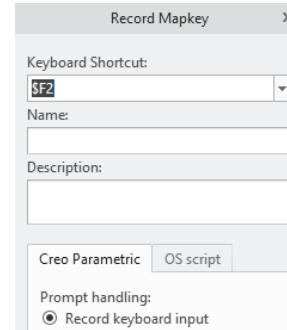 Record Mapkey
Keyboard Shortcut:
$F2
Name:
Description:
Creo Parametric OS script
Prompt handling:
Record keyboard input